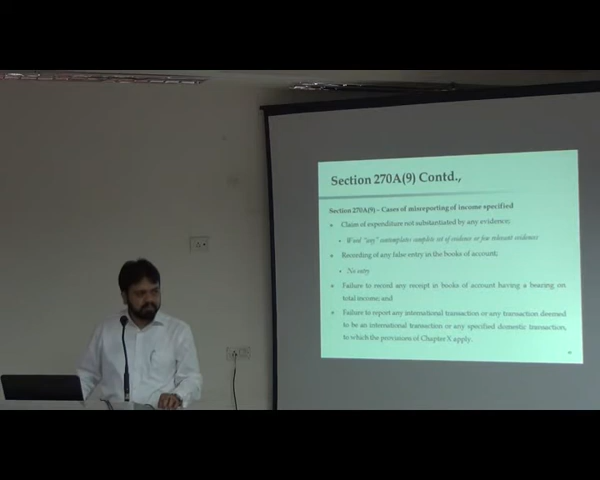 Section 270A(9) Contd.,
Section 270A(9) – Cases of misreporting of income specified
Claim of expenditure not substantiated by any evidence;
Word "any" contemplates complete set of evidence or few relevant evidences
Recording of any false entry in the books of account;
No entry
Failure to record any receipt in books of account having a bearing on
total income; and
Failure to report any international transaction or any transaction deemed
to be an international transaction or any specified domestic transaction,
to which the provisions of Chapter X apply.